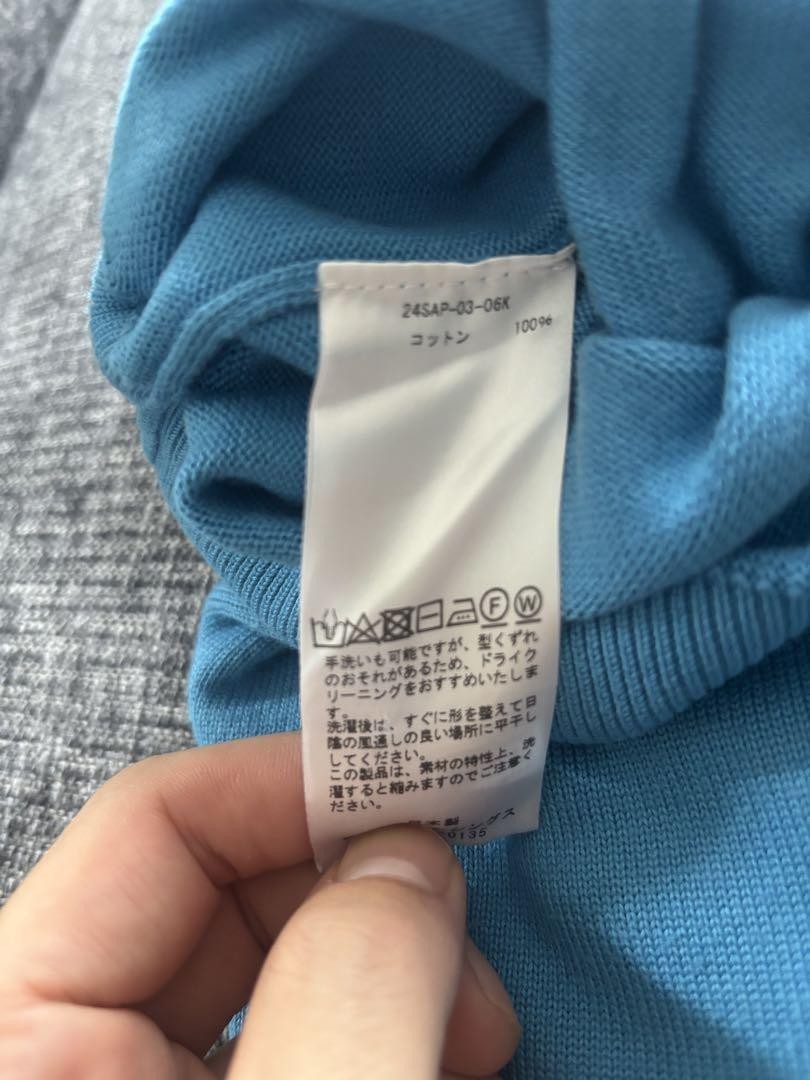 24SAP-03-06K
コットン 100%
F W
手洗いも可能ですが、型くずれ
のおそれがあるため、ドライク
リーニングをおすすめいたしま
す。
洗濯後は、すぐに形を整えて日
陰の風通しの良い場所に平干し
してください。
この製品は、素材の特性上、洗
濯すると縮みますのでご注意く
ださい。
日本製
0135